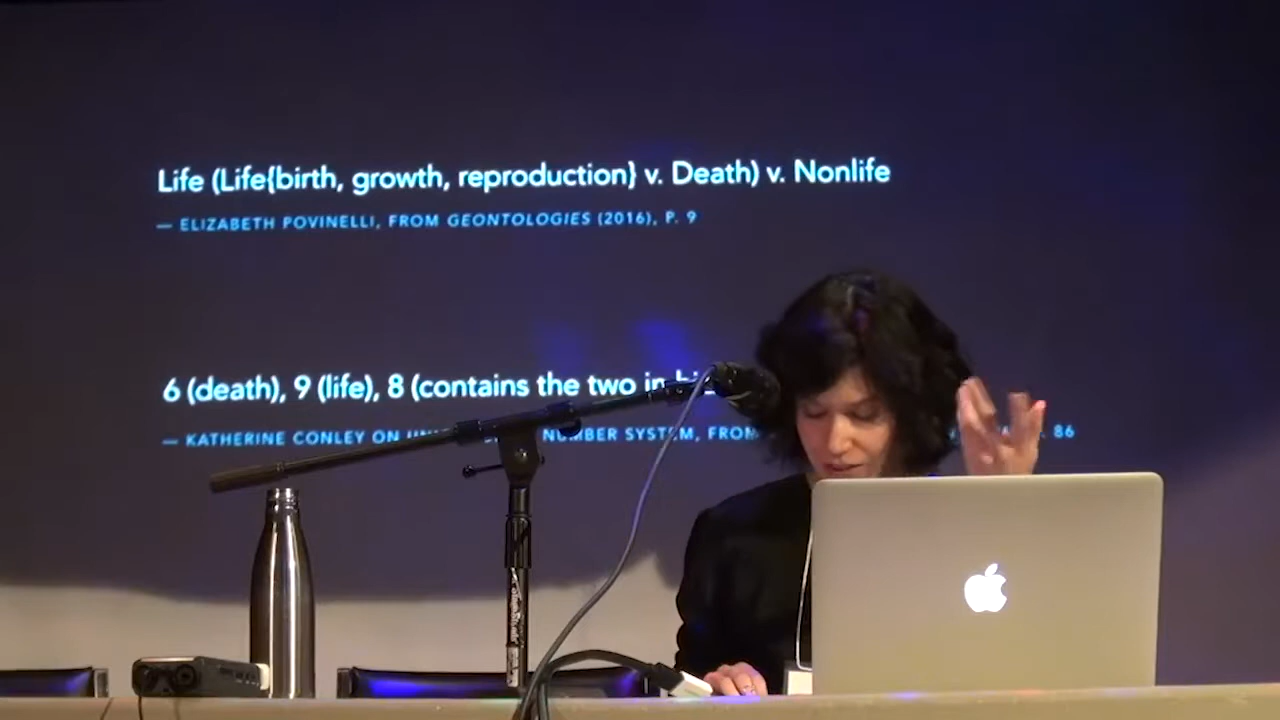 Life (Life{birth, growth, reproduction} v. Death) v. Nonlife
— ELIZABETH POVINELLI, FROM GEONTOLOGIES (2016), P. 9
6 (death), 9 (life), 8 (contains the two in
— KATHERINE CONLEY ON NUMBER SYSTEM, FROM 86